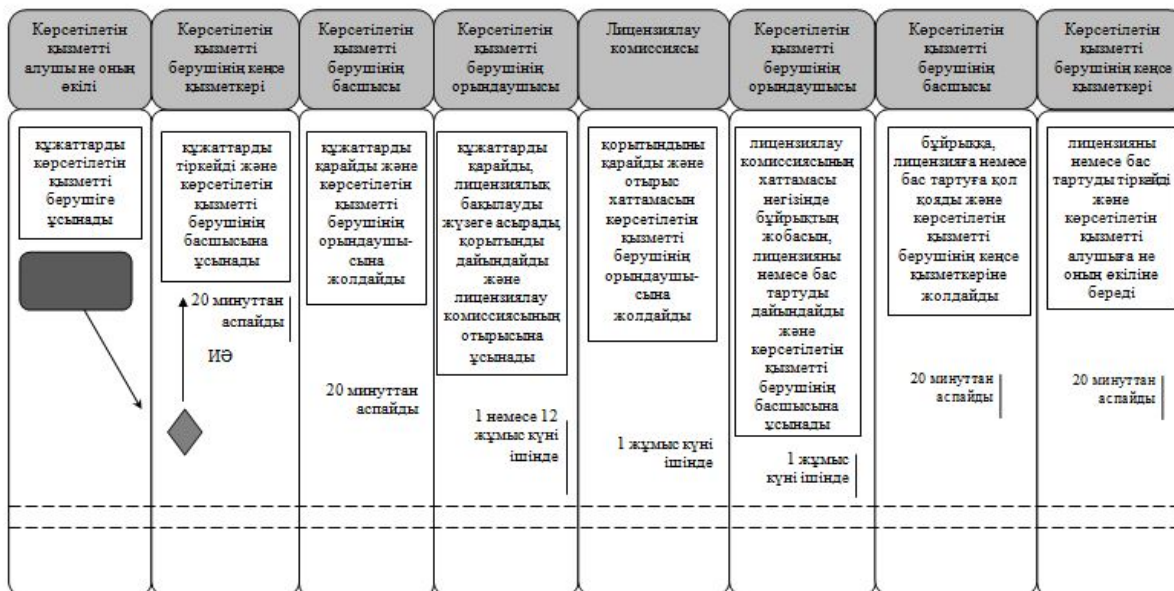 Көрсетілетін
қызметті
алушы не оның
өкілі
Көрсетілетін
қызметті
берушінің кеңсе
қызметкері
Көрсетілетін
қызметті
берушінің
басшысы
Көрсетілетін
қызметті
берушінің
орындаушысы
Лицензиялау
комиссиясы
Көрсетілетін
қызметті
берушінің
орындаушысы
Көрсетілетін
қызметті
берушінің
басшысы
Көрсетілетін
қызметті
берушінің кеңсе
қызметкері
құжаттарды
көрсетілетін
қызметті
берушіге
ұсынады
құжаттарды
тіркейді және
көрсетілетін
қызметті
берушінің
басшысына
ұсынады
20 минуттан
аспайды
ИӘ
құжаттарды
қарайды және
көрсетілетін
қызметті
берушінің
орындаушы-
сына
жолдайды
20 минуттан
аспайды
құжаттарды
қарайды,
лицензиялық
бақылауды
жүзеге асырады,
қорытынды
дайындайды
және
лицензиялау
комиссиясының
отырысына
ұсынады
1 немесе 12
жұмыс күні
ішінде
қорытындыны
қарайды және
отырыс
хаттамасын
көрсетілетін
қызметті
берушінің
орындаушы-
сына
жолдайды
1 жұмыс күні
ішінде
лицензиялау
комиссиясының
хаттамасы
негізінде
бұйрықтың
жобасын,
лицензияны
немесе бас
тартуды
дайындайды
және
көрсетілетін
қызметті
берушінің
басшысына
ұсынады
1 жұмыс
күні ішінде
бұйрыққа,
лицензияға немесе
бас тартуға қол
қояды және
көрсетілетін
қызметті
берушінің кеңсе
қызметкеріне
жолдайды
20 минуттан
аспайды
лицензияны
немесе бас
тартуды тіркейді
және
көрсетілетін
қызметті
алушыға не
оның өкіліне
береді
20 минуттан
аспайды